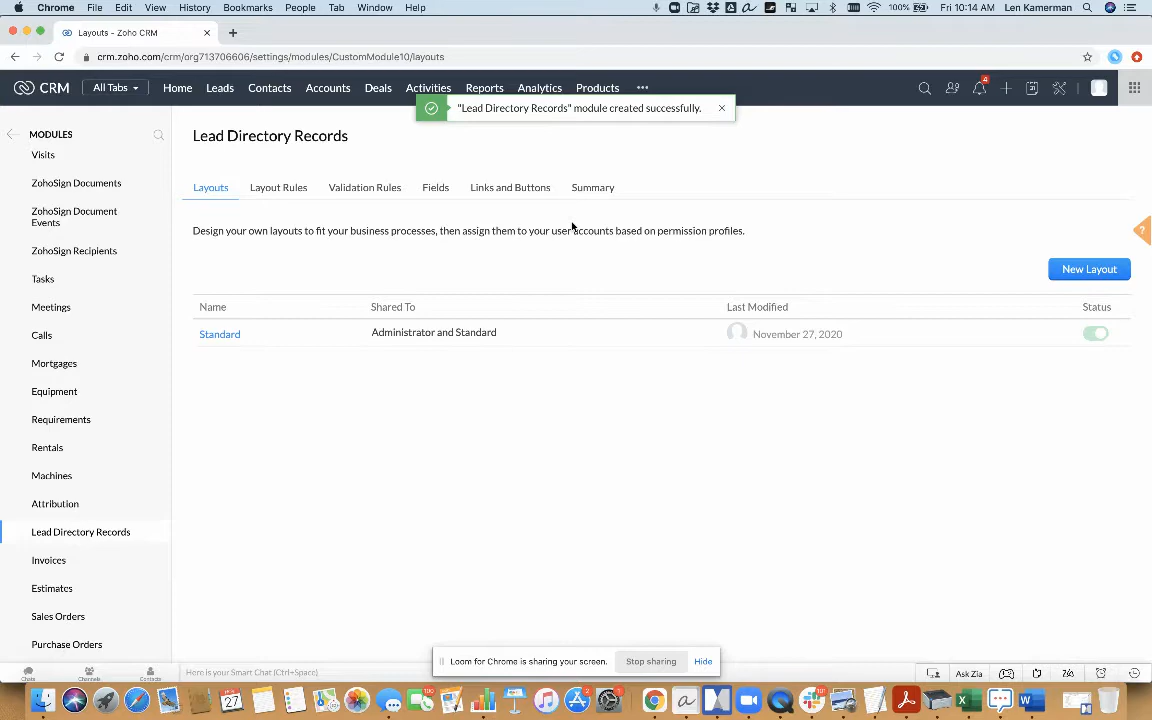 Chrome File Edit View History Bookmarks People Tab Window Help 100% Fri 10:14 AM Len Kamerman
Layouts - Zoho CRM
crm.zoho.com/crm/org713706606/settings/modules/CustomModule10/layouts
CRM All Tabs Home Leads Contacts Accounts Deals Activities Reports Analytics Products ••• 4 31
"Lead Directory Records" module created successfully.
MODULES
Lead Directory Records
Visits
ZohoSign Documents
Layouts Layout Rules Validation Rules Fields Links and Buttons Summary
ZohoSign Document
Events
Design your own layouts to fit your business processes, then assign them to your user accounts based on permission profiles.
?
ZohoSign Recipients
New Layout
Tasks
Meetings
Name Shared To Last Modified Status
Calls
Standard Administrator and Standard November 27, 2020
Mortgages
Equipment
Requirements
Rentals
Machines
Attribution
Lead Directory Records
Invoices
Estimates
Sales Orders
Purchase Orders
Loom for Chrome is sharing your screen. Stop sharing Hide
Chats Channels Contacts
Here is your Smart Chat (Ctrl+Space)
Ask Zia
27